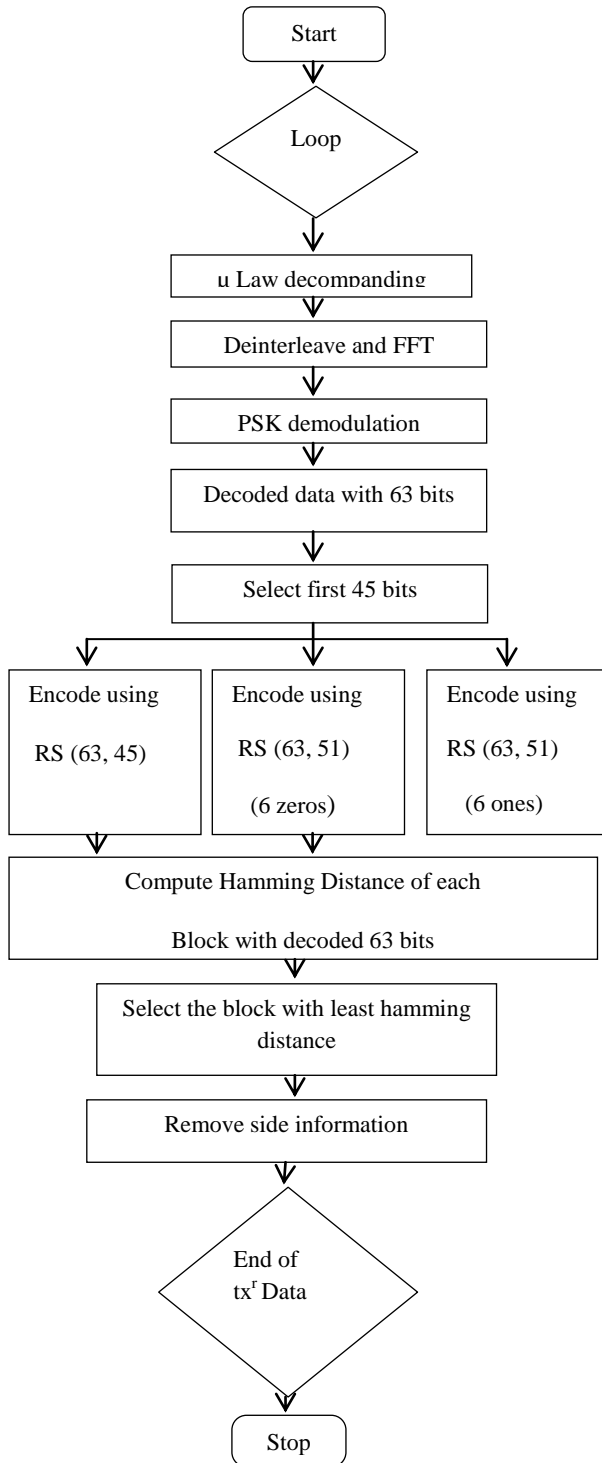 Start
Loop
μ Law decompanding
Deinterleave and FFT
PSK demodulation
Decoded data with 63 bits
Select first 45 bits
Encode using
RS (63, 45)
Encode using
RS (63, 51)
(6 zeros)
Encode using
RS (63, 51)
(6 ones)
Compute Hamming Distance of each
Block with decoded 63 bits
Select the block with least hamming
distance
Remove side information
End of
txʳ Data
Stop